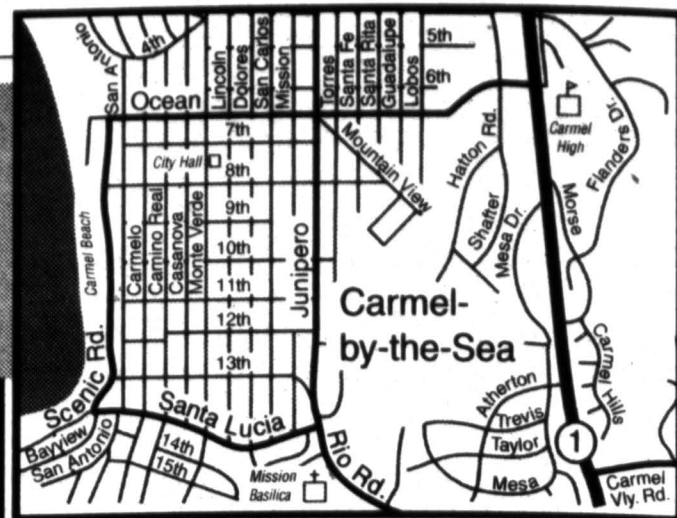 San Antonio
4th
Ocean
Lincoln
Dolores
San Carlos
Mission
Torres
Santa Fe
Santa Rita
Guadalupe
Lobos
5th
6th
Carmel
High
Flanders Dr.
7th
City Hall
8th
Mountain View
Hatton Rd.
Shafter
Mesa Dr.
Morse
Carmel Beach
Carmelo
Camino Real
Casanova
Monte Verde
9th
10th
11th
12th
13th
Junipero
Carmel-
by-the-Sea
Carmel Hills
Scenic Rd.
Santa Lucia
Atherton
Trevis
Taylor
Mesa
1
Bayview
San Antonio
14th
15th
Mission
Basilica
Rio Rd.
Carmel
Vly. Rd.